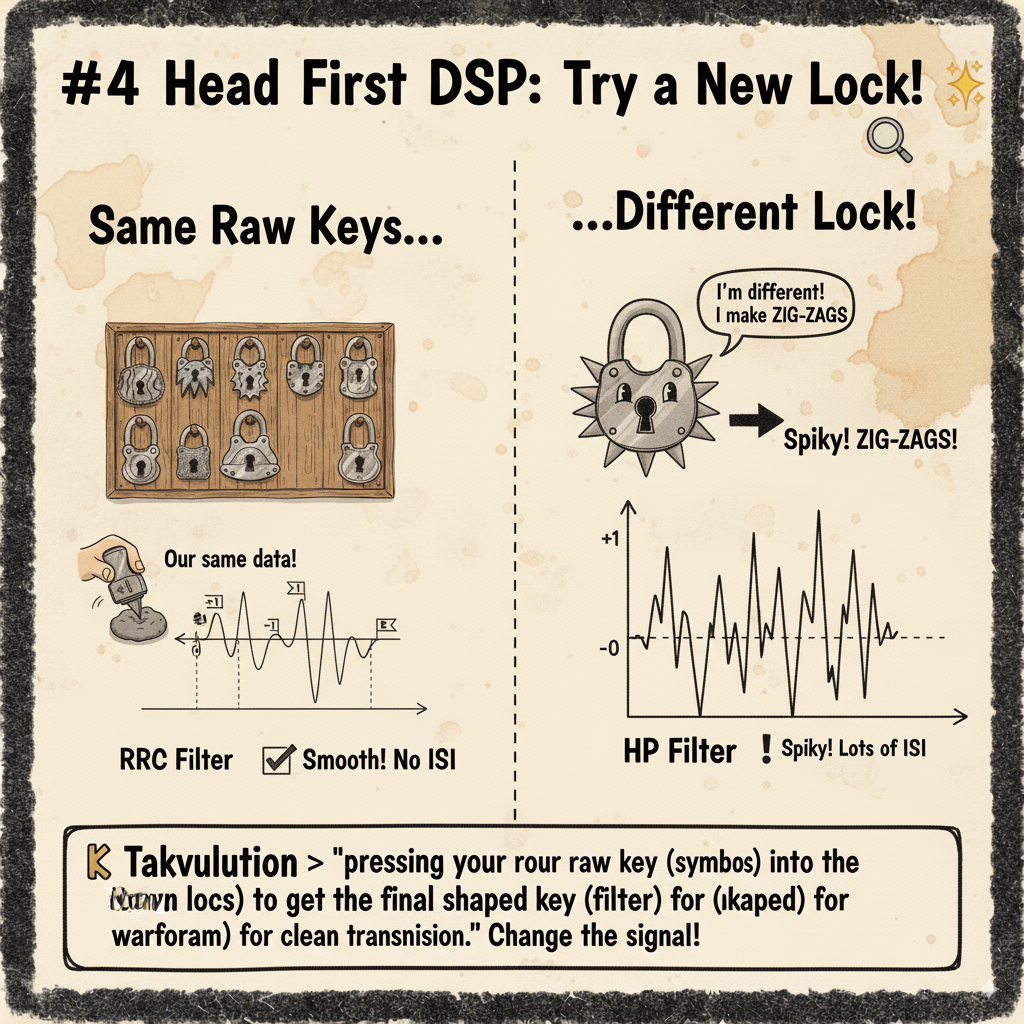 #4 Head First DSP: Try a New Lock!
Same Raw Keys...
...Different Lock!
I'm different!
I make ZIG-ZAGS
Spiky! ZIG-ZAGS!
Our same data!
+1
-1
1
+1
-0
RRC Filter
Smooth! No ISI
HP Filter ! Spiky! Lots of ISI
K Takvulution > "pressing your rour raw key (symbos) into the
locs) to get the final shaped key (filter) for (ıkaped) for
warforam) for clean transnision." Change the signal!